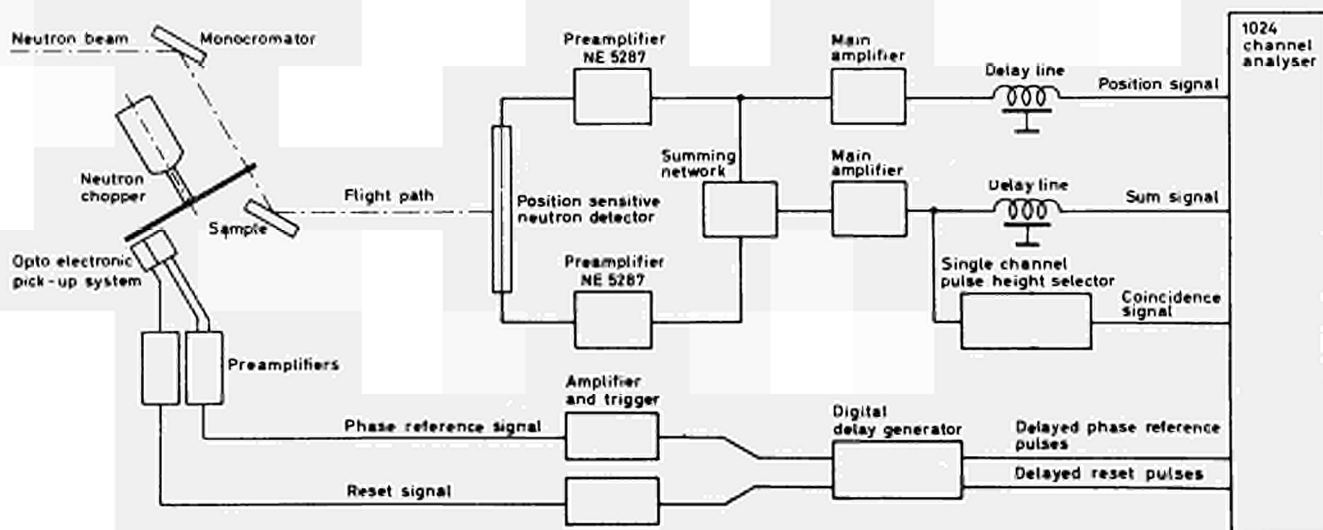 Neutron beam
Monocromator
Neutron
chopper
Sample
Opto electronic
pick-up system
Preamplifiers
Flight path
Position sensitive
neutron detector
Preamplifier
NE 5287
Preamplifier
NE 5287
Summing
network
Main
amplifier
Main
amplifier
Delay line
Delay line
Position signal
Sum signal
Single channel
pulse height selector
Coincidence
signal
1024
channel
analyser
Phase reference signal
Reset signal
Amplifier
and trigger
Digital
delay generator
Delayed phase reference
pulses
Delayed reset pulses